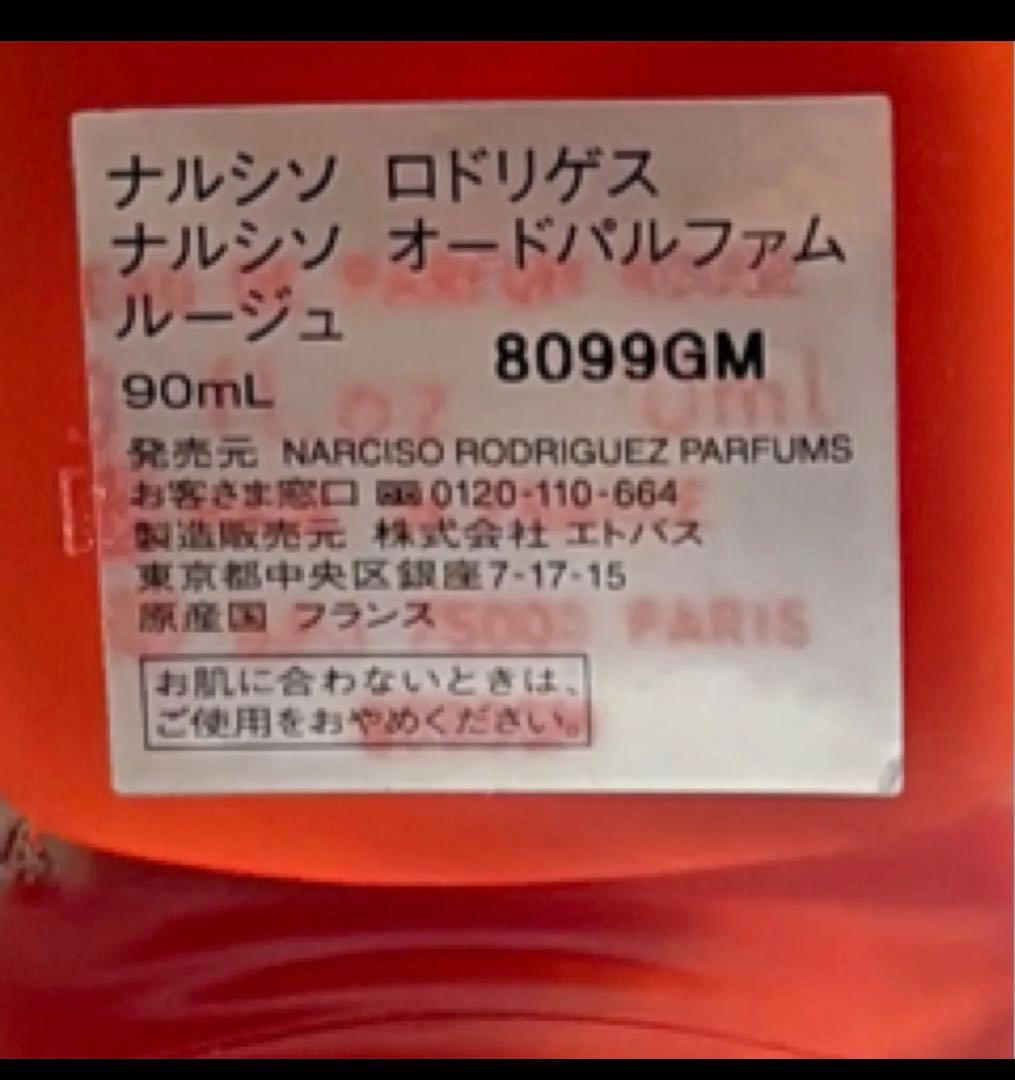 ナルシソ ロドリゲス
ナルシソ オードパルファム
ルージュ
8099GM
90mL
発売元 NARCISO RODRIGUEZ PARFUMS
お客さま窓口 0120-110-664
製造販売元 株式会社 エトバス
東京都中央区銀座7-17-15
原産国 フランス
お肌に合わないときは、
ご使用をおやめください。
PARIS